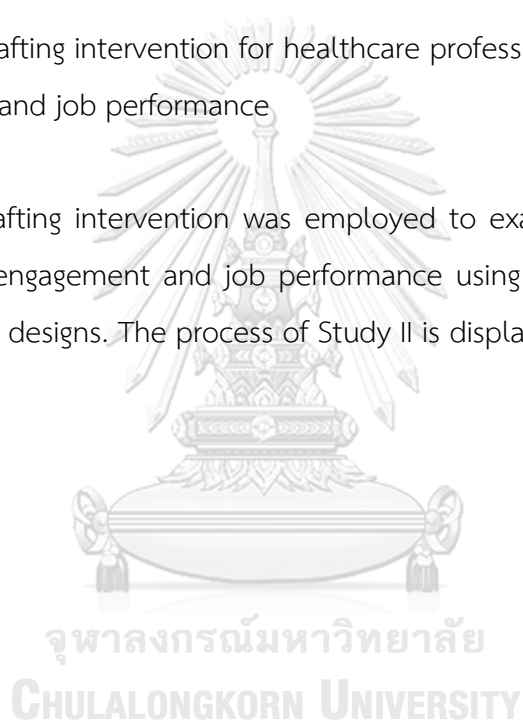 afting intervention for healthcare profess
and job performance
afting intervention was employed to exa
engagement and job performance using
designs. The process of Study II is displa
จุฬาลงกรณ์มหาวิทยาลัย
CHULALONGKORN UNIVERSITY